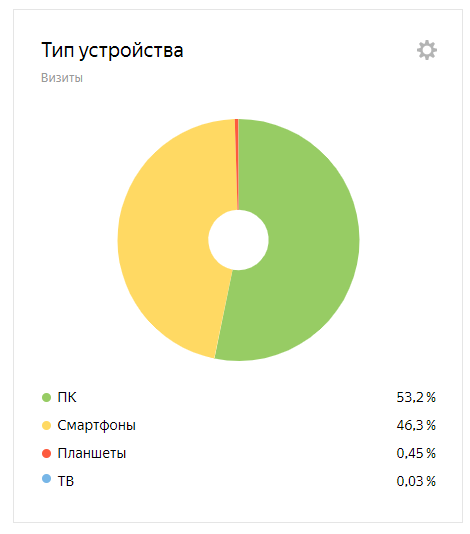 Тип устройства
Визиты
ПК 53,2 %
Смартфоны 46,3 %
Планшеты 0,45 %
ТВ 0,03 %